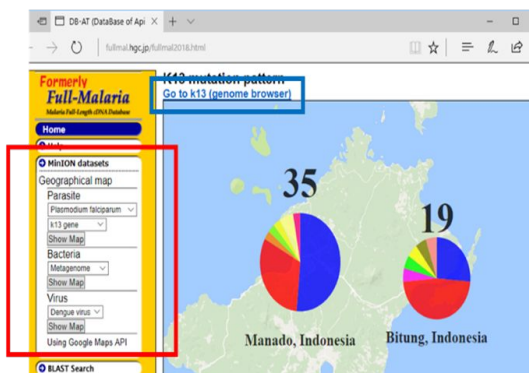 DB-AT (DataBase of Api
fullmal.hgc.jp/fullmal2018.html
Formerly
Full-Malaria
Malaria Full-Length cDNA Database
Home
Help
MinION datasets
Geographical map
Parasite
Plasmodium falciparum
k13 gene
Show Map
Bacteria
Metagenome
Show Map
Virus
Dengue virus
Show Map
Using Google Maps API
BLAST Search
K13 mutation pattern
Go to k13 (genome browser)
35
19
Manado, Indonesia
Bitung, Indonesia